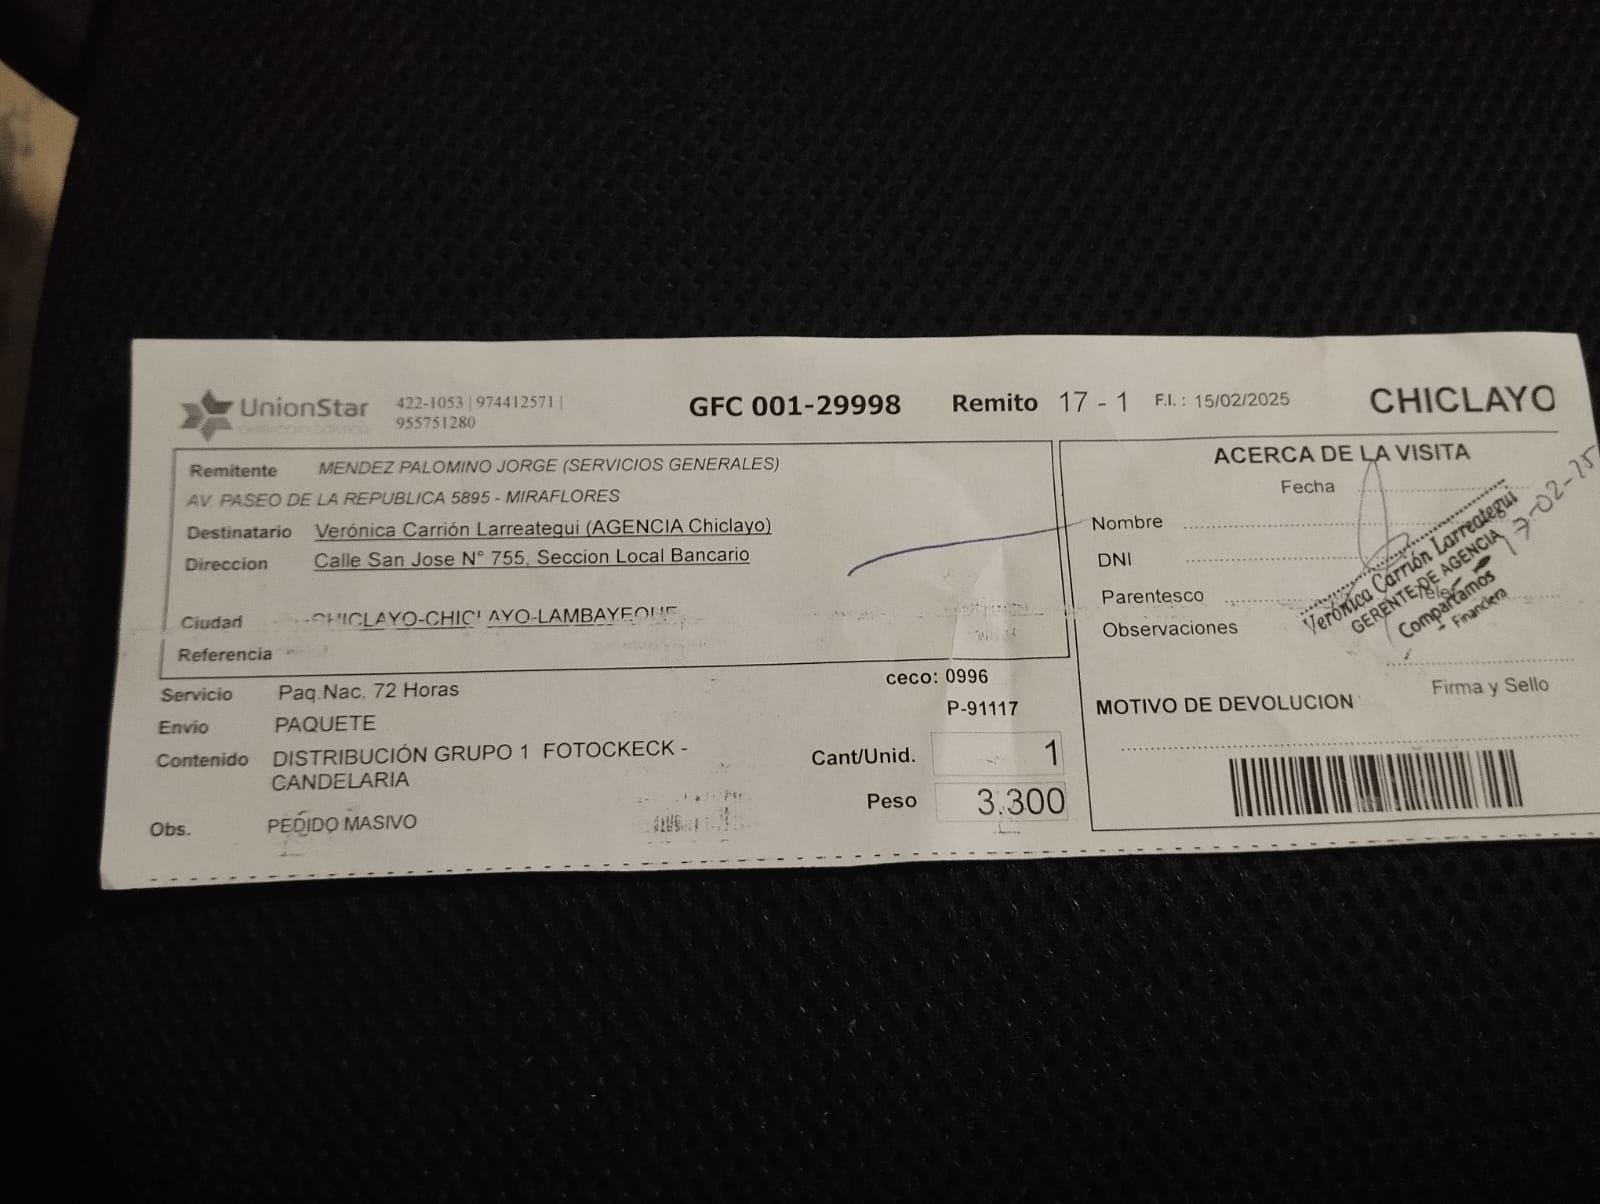 UnionStar
422-1053 | 974412571 |
955751280
GFC 001-29998
Remito 17 - 1
F.I. : 15/02/2025
CHICLAYO
Remitente MENDEZ PALOMINO JORGE (SERVICIOS GENERALES)
AV. PASEO DE LA REPUBLICA 5895 - MIRAFLORES
Destinatario Verónica Carrión Larreategui (AGENCIA Chiclayo)
Direccion Calle San Jose N° 755, Seccion Local Bancario
Ciudad CHICLAYO-CHICLAYO-LAMBAYEQUE
Referencia
Servicio Paq.Nac. 72 Horas
ceco: 0996
Envio PAQUETE
P-91117
Contenido DISTRIBUCIÓN GRUPO 1 FOTOCKECK -
CANDELARIA
Cant/Unid. 1
Peso 3.300
Obs. PEDIDO MASIVO
ACERCA DE LA VISITA
Fecha
Nombre
DNI
Parentesco
Observaciones
Verónica Carrión Larreategui
GERENTE DE AGENCIA
Compartamos
Financiera
17-02-25
Firma y Sello
MOTIVO DE DEVOLUCION